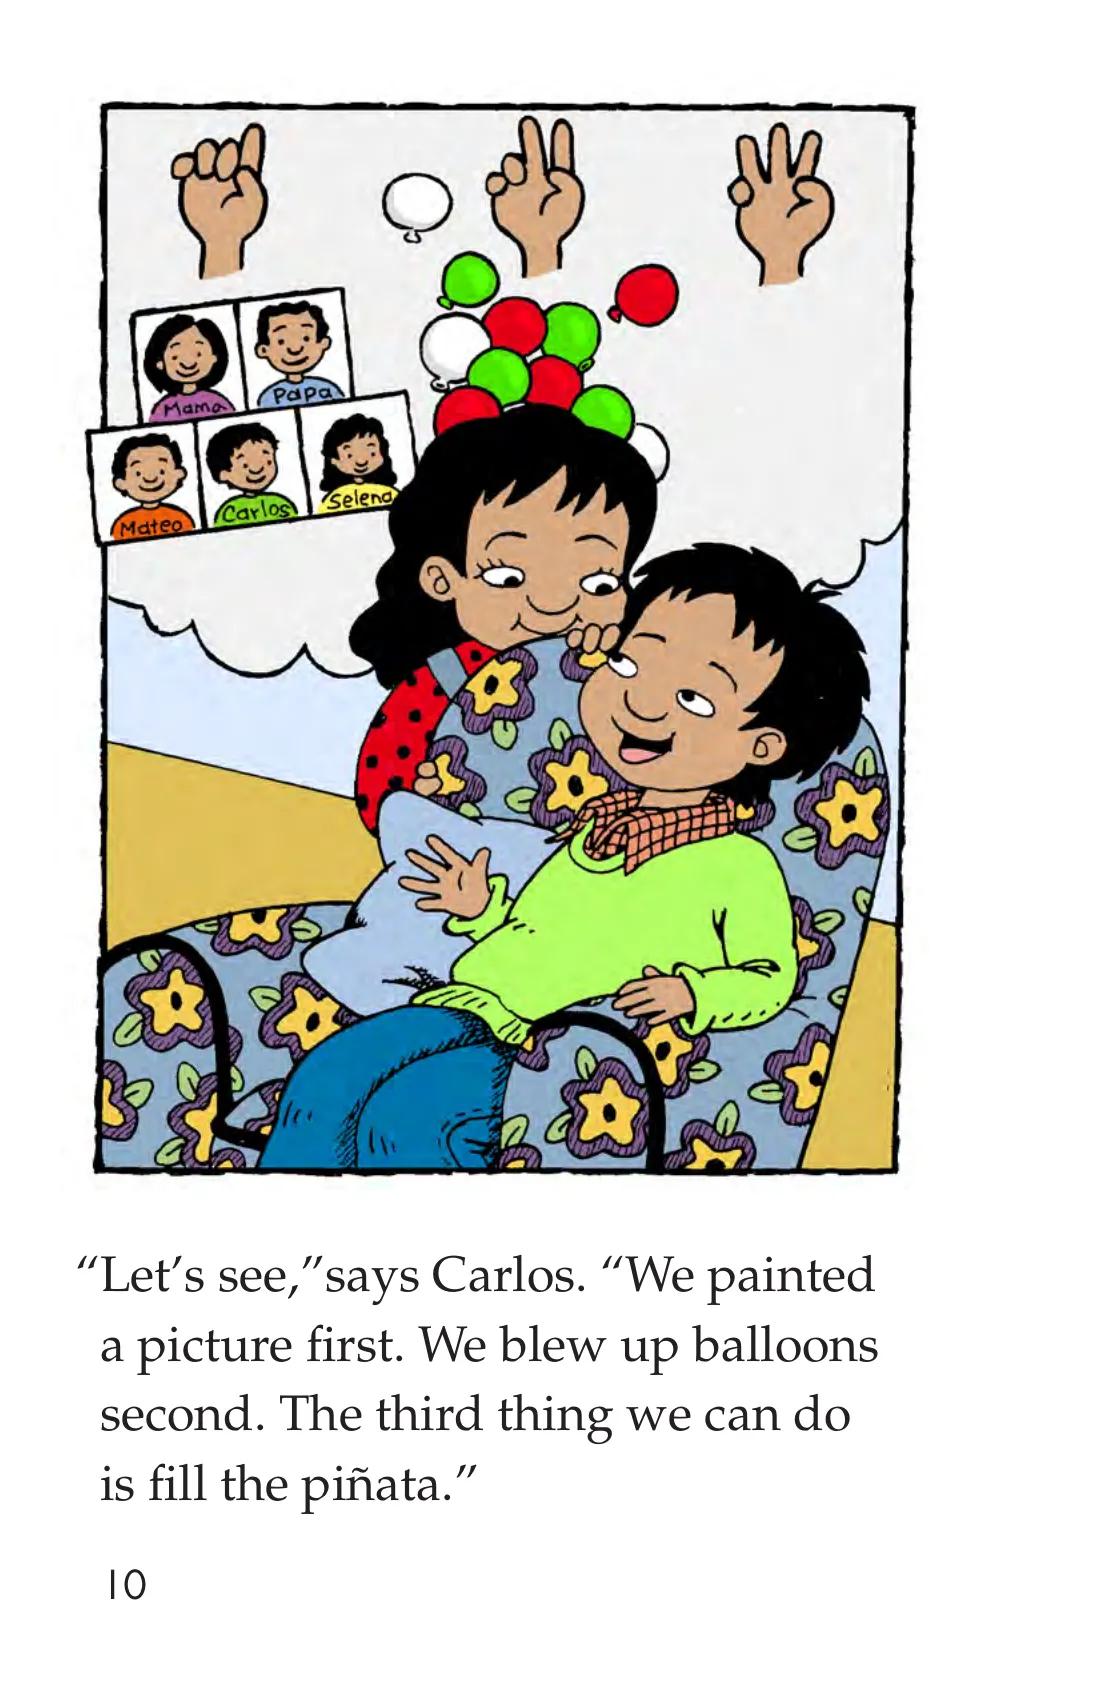 Mama
Papa
Mateo
Carlos
Selena
“Let’s see,”says Carlos. “We painted
a picture first. We blew up balloons
second. The third thing we can do
is fill the piñata.”
10